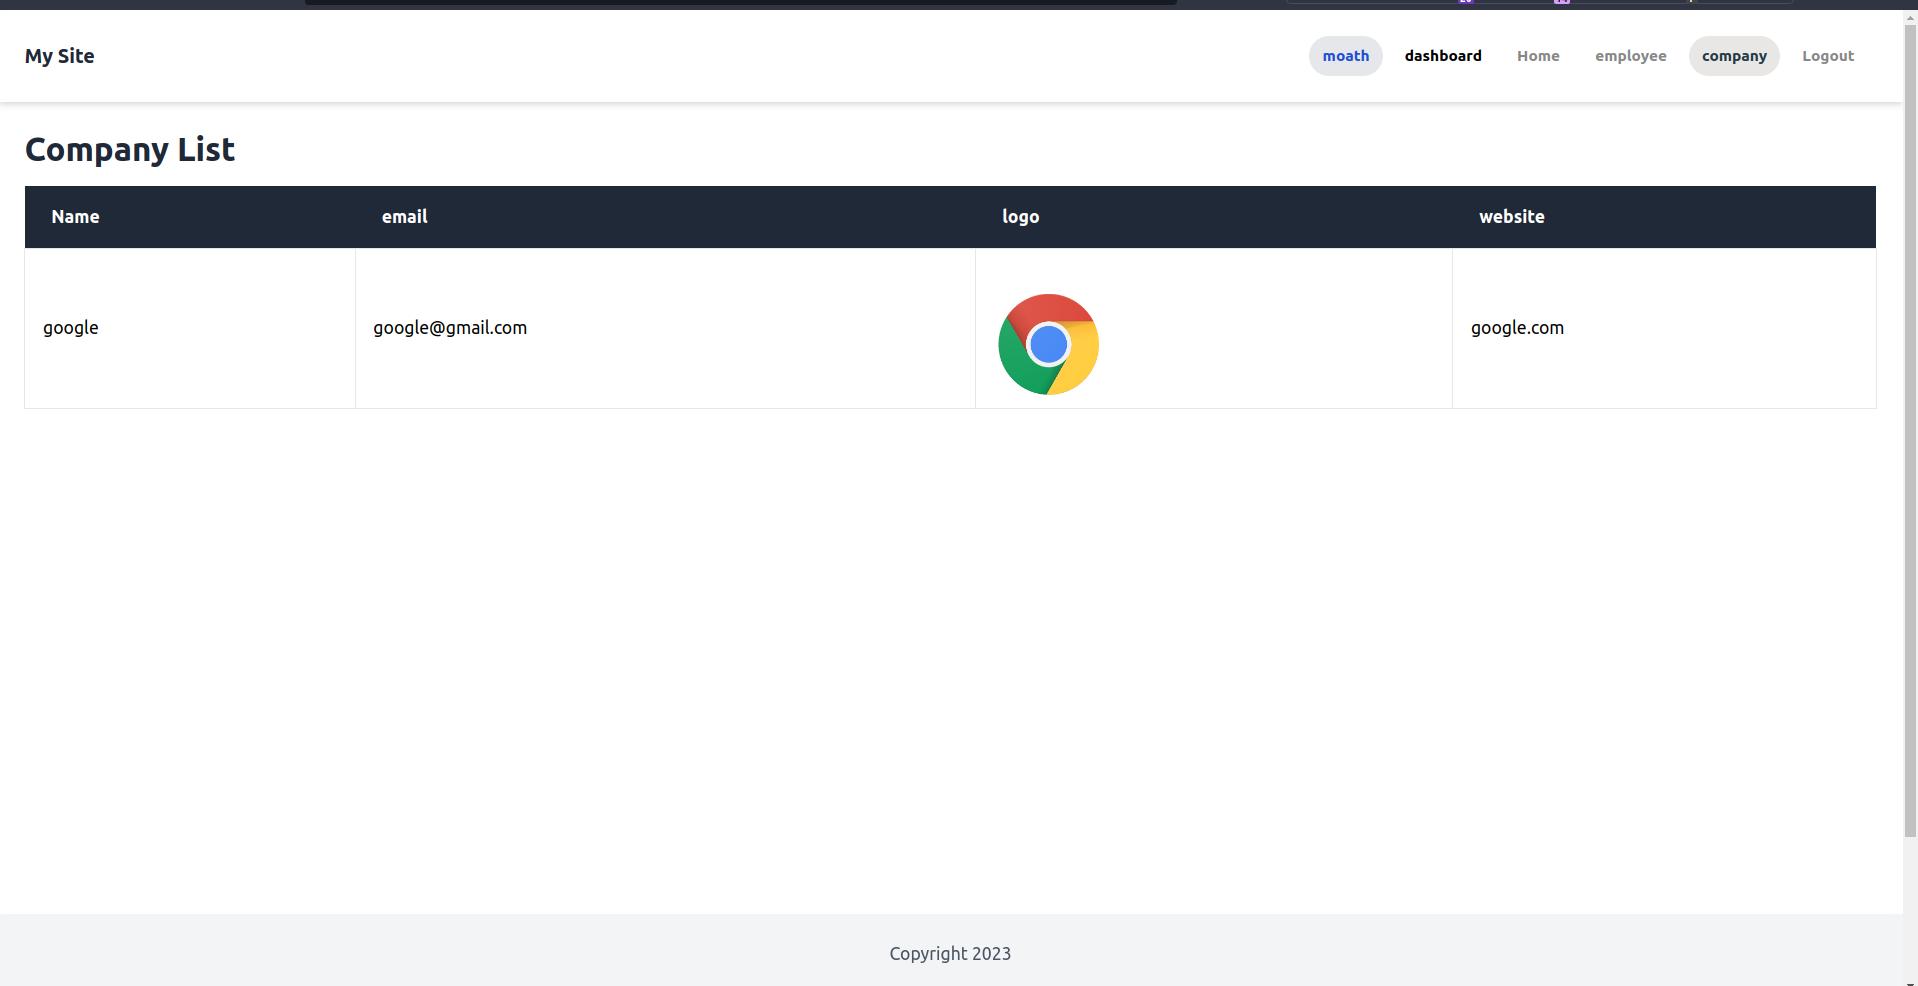 My Site
moath dashboard Home employee company Logout
Company List
Name email logo website
google google@gmail.com google.com
Copyright 2023